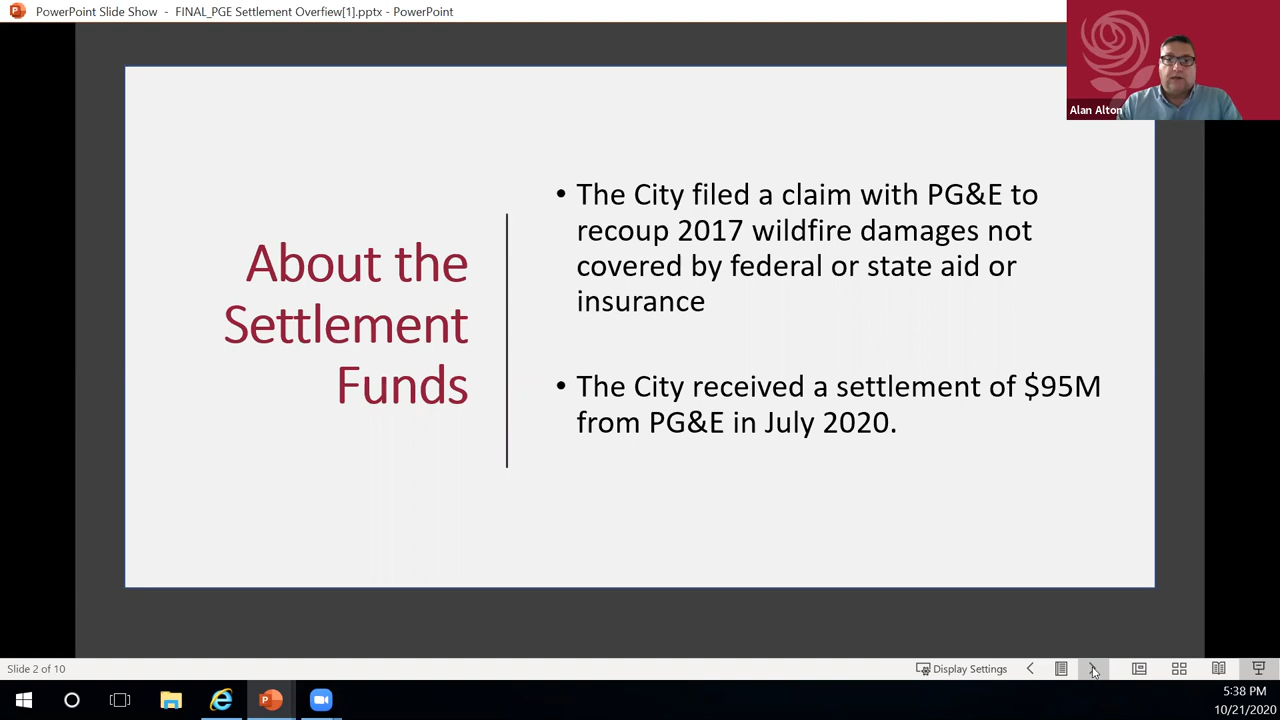 PowerPoint Slide Show - FINAL_PGE Settlement Overfiew[1].pptx - PowerPoint
Alan Alton
About the
Settlement
Funds
• The City filed a claim with PG&E to
recoup 2017 wildfire damages not
covered by federal or state aid or
insurance
• The City received a settlement of $95M
from PG&E in July 2020.
Slide 2 of 10
Display Settings
5:38 PM
10/21/2020